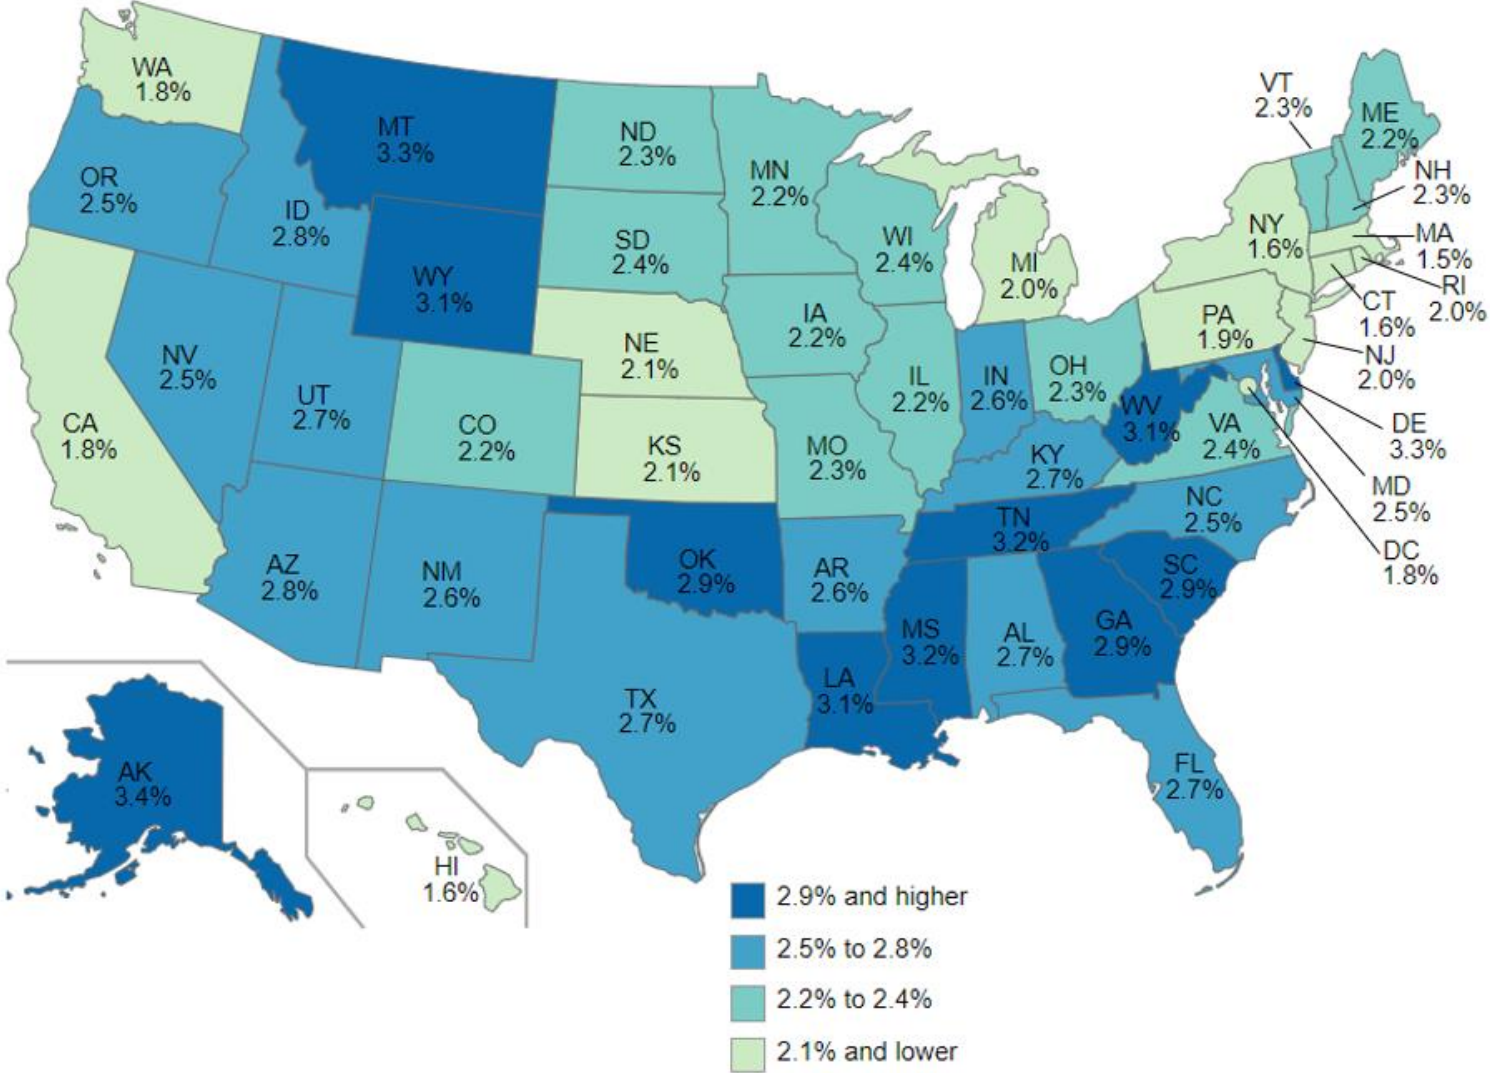 WA
1.8%
MT
3.3%
ND
2.3%
MN
2.2%
VT
2.3%
ME
2.2%
NH
2.3%
OR
2.5%
ID
2.8%
WY
3.1%
SD
2.4%
WI
2.4%
MI
2.0%
NY
1.6%
MA
1.5%
RI
2.0%
CT
1.6%
NV
2.5%
UT
2.7%
NE
2.1%
IA
2.2%
IL
2.2%
IN
2.6%
OH
2.3%
PA
1.9%
NJ
2.0%
CA
1.8%
CO
2.2%
KS
2.1%
MO
2.3%
KY
2.7%
WV
3.1%
VA
2.4%
DE
3.3%
MD
2.5%
DC
1.8%
AZ
2.8%
NM
2.6%
OK
2.9%
AR
2.6%
TN
3.2%
NC
2.5%
SC
2.9%
TX
2.7%
LA
3.1%
MS
3.2%
AL
2.7%
GA
2.9%
FL
2.7%
AK
3.4%
HI
1.6%
2.9% and higher
2.5% to 2.8%
2.2% to 2.4%
2.1% and lower